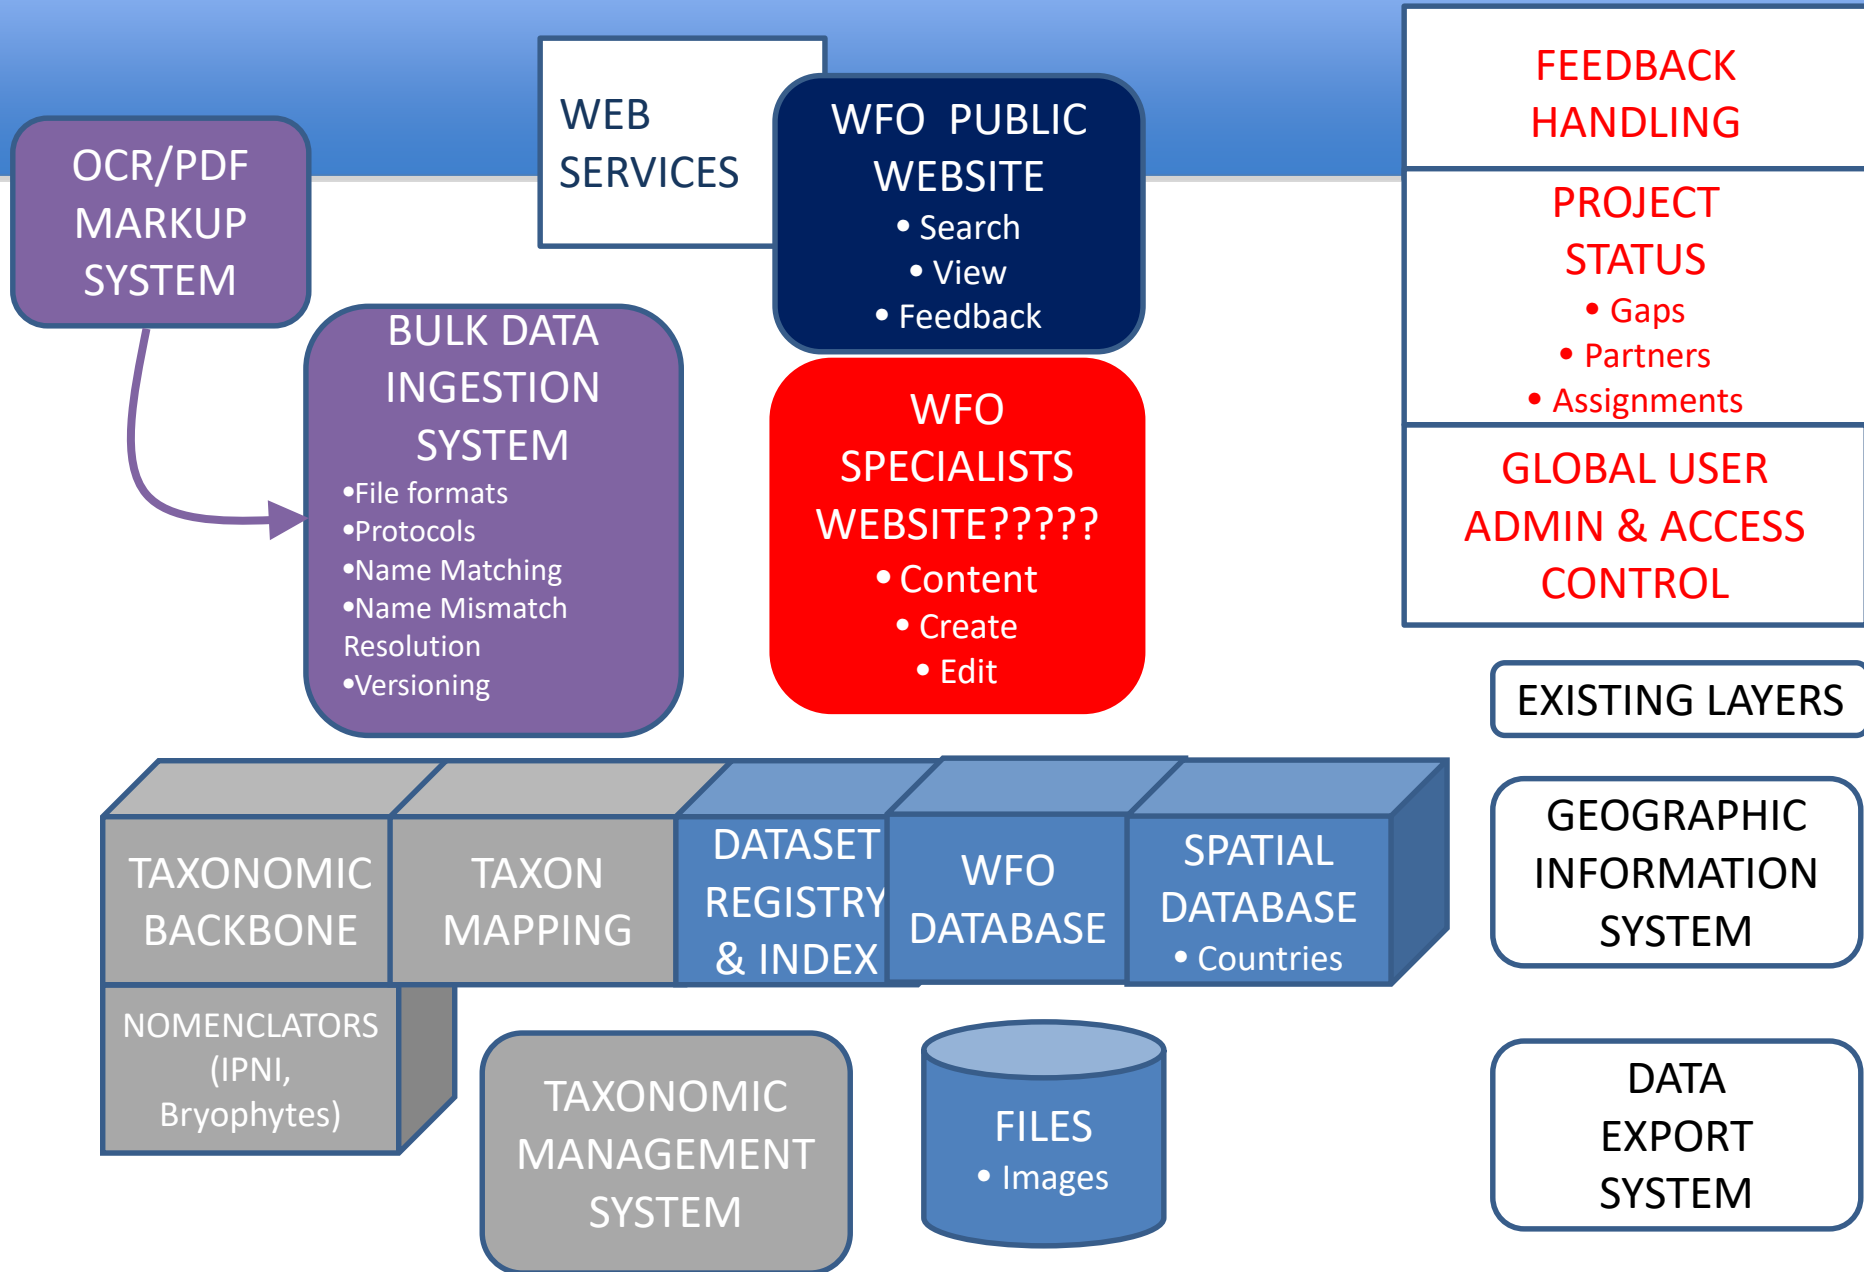 WEB
SERVICES
WFO PUBLIC
WEBSITE
• Search
• View
• Feedback
FEEDBACK
HANDLING
OCR/PDF
MARKUP
SYSTEM
PROJECT
STATUS
• Gaps
• Partners
• Assignments
BULK DATA
INGESTION
SYSTEM
•File formats
•Protocols
•Name Matching
•Name Mismatch
Resolution
•Versioning
WFO
SPECIALISTS
WEBSITE?????
• Content
• Create
• Edit
GLOBAL USER
ADMIN & ACCESS
CONTROL
EXISTING LAYERS
TAXONOMIC
BACKBONE
TAXON
MAPPING
DATASET
REGISTRY
& INDEX
WFO
DATABASE
SPATIAL
DATABASE
• Countries
GEOGRAPHIC
INFORMATION
SYSTEM
NOMENCLATORS
(IPNI,
Bryophytes)
TAXONOMIC
MANAGEMENT
SYSTEM
FILES
• Images
DATA
EXPORT
SYSTEM